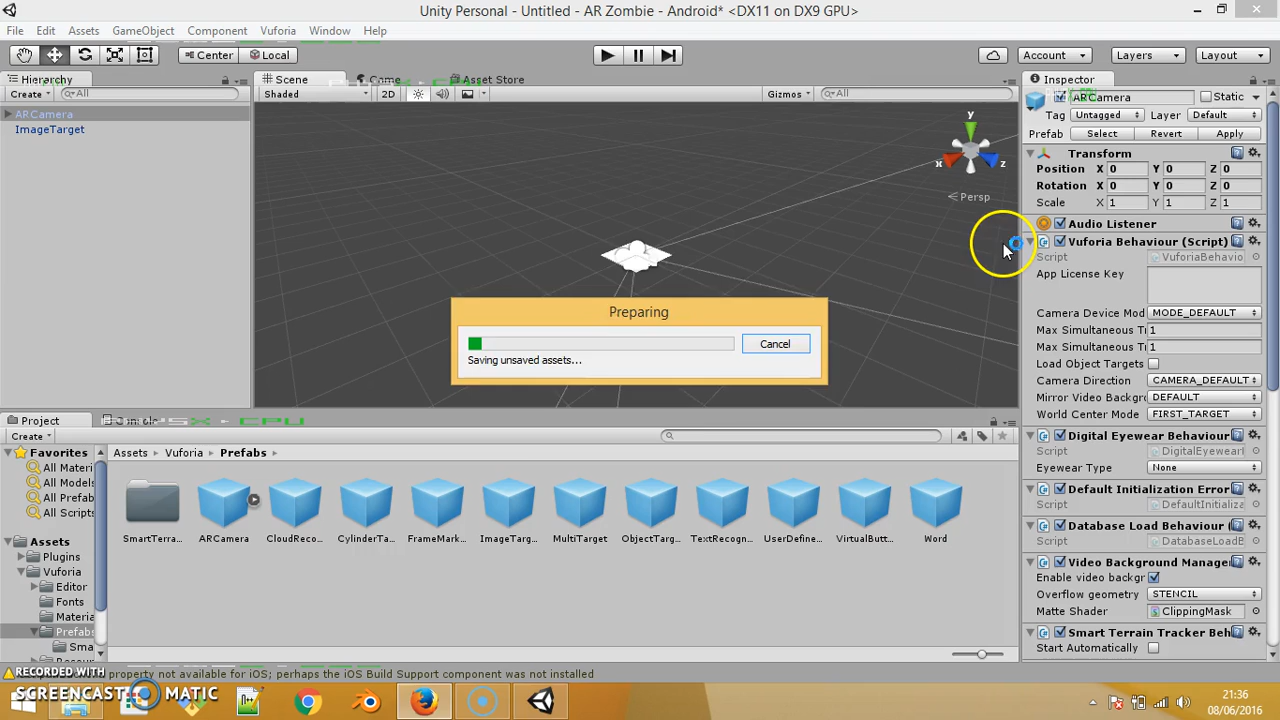 Unity Personal - Untitled - AR Zombie - Android* <DX11 on DX9 GPU>
File Edit Assets GameObject Component Vuforia Window Help
Center Local Account Layers Layout
Hierarchy
Create All
ARCamera
ImageTarget
Scene Asset Store
Shaded 2D Gizmos All
y
x
z
Persp
Preparing
Cancel
Saving unsaved assets...
Inspector
ARCamera Static
Tag Untagged Layer Default
Prefab Select Revert Apply
Transform
Position X 0 Y 0 Z 0
Rotation X 0 Y 0 Z 0
Scale X 1 Y 1 Z 1
Audio Listener
Vuforia Behaviour (Script)
Script VuforiaBehavio
App License Key
Camera Device Mod MODE_DEFAULT
Max Simultaneous Tr 1
Max Simultaneous Tr 1
Load Object Targets
Camera Direction CAMERA_DEFAULT
Mirror Video Backgro DEFAULT
World Center Mode FIRST_TARGET
Digital Eyewear Behaviour
Script DigitalEyewearB
Eyewear Type None
Default Initialization Error
Script DefaultInitializa
Database Load Behaviour (
Script DatabaseLoadB
Video Background Manager
Enable video backgr
Overflow geometry STENCIL
Matte Shader ClippingMask
Smart Terrain Tracker Beh
Start Automatically
Project
Create
Favorites
All Materi
All Models
All Prefab
All Scripts
Assets
Plugins
Vuforia
Editor
Fonts
Materia
Prefabs
Sma
Assets Vuforia Prefabs
SmartTerra... ARCamera CloudReco... CylinderTa... FrameMark... ImageTarg... MultiTarget ObjectTarg... TextRecogn... UserDefine... VirtualButt... Word
property not available for iOS; perhaps the iOS Build Support component was not installed
RECORDED WITH
SCREENCAST MATIC
21:36
08/06/2016